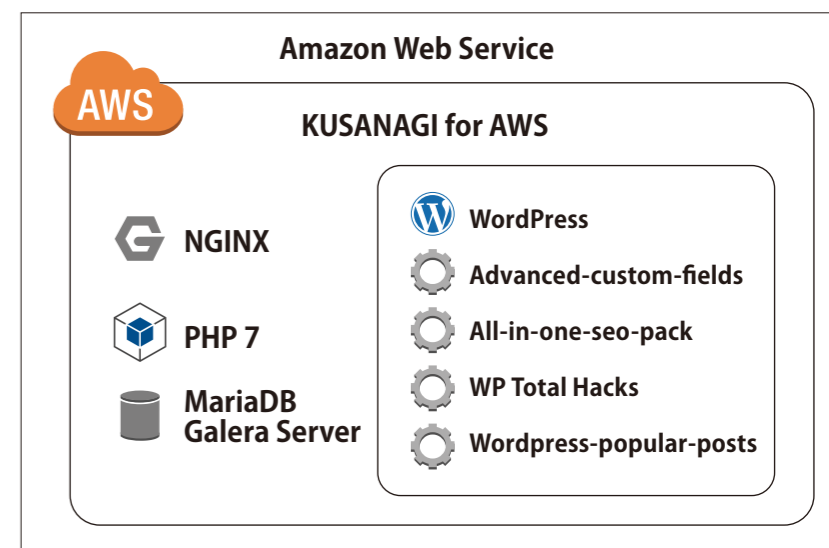 Amazon Web Service
AWS
KUSANAGI for AWS
NGINX
PHP 7
MariaDB
Galera Server
WordPress
Advanced-custom-fields
All-in-one-seo-pack
WP Total Hacks
Wordpress-popular-posts